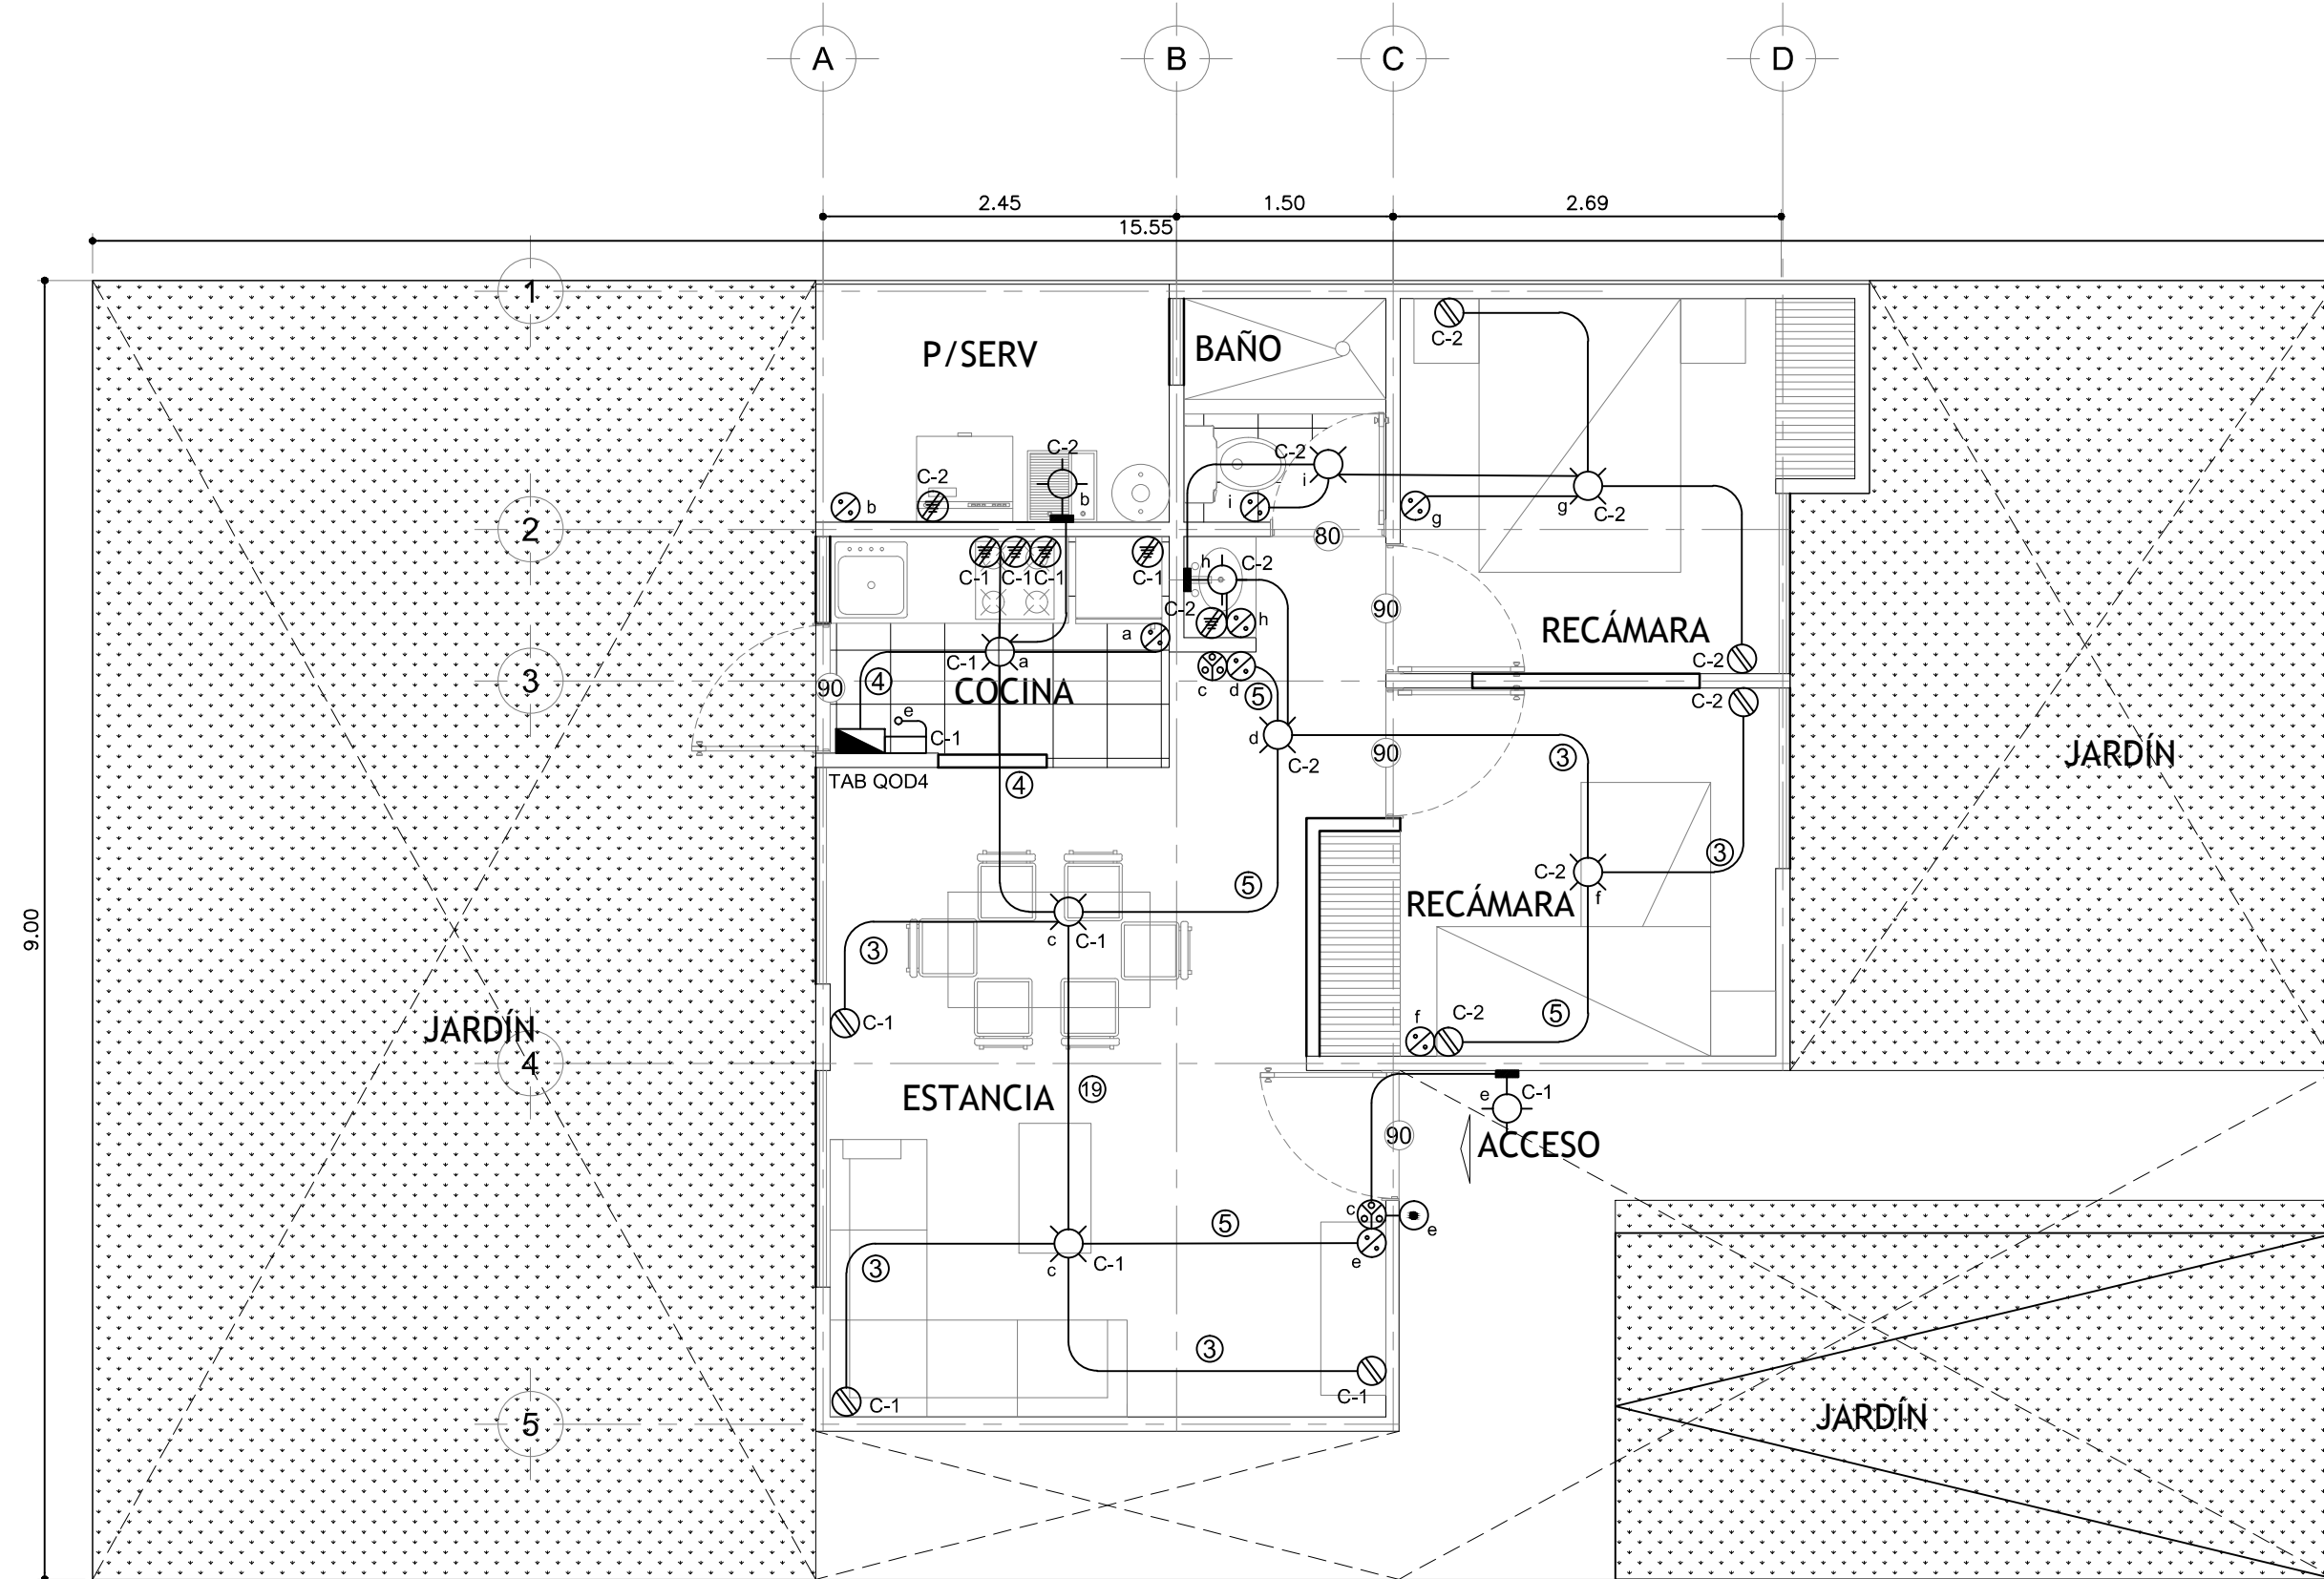 A B C D
2.45 1.50 2.69
15.55
1
P/SERV BAÑO
C-2
C-2 C-2
C-2
b i
b i g g C-2
2
80
C-1 C-1 C-1 C-1
h C-2
C-2
h
90
RECÁMARA
a
C-1 a
C-2
3
4 COCINA
90
c d 5
C-2
e
C-1
d
C-2
90
3
JARDÍN
TAB QOD4
4
5
3
C-2
f
RECÁMARA
9.00
c C-1
3
JARDÍN
C-1
f C-2 5
4
19
ESTANCIA
e C-1
90
ACCESO
c
e
5
e
c C-1
3
3
C-1
C-1
5
JARDÍN